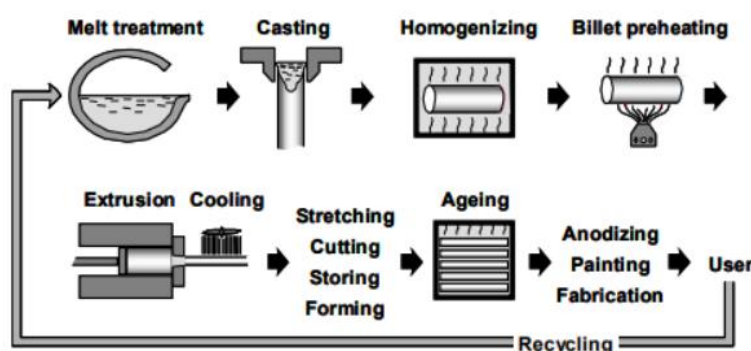 Melt treatment
Casting
Homogenizing
Billet preheating
Extrusion
Cooling
Stretching
Cutting
Storing
Forming
Ageing
Anodizing
Painting
Fabrication
User
Recycling